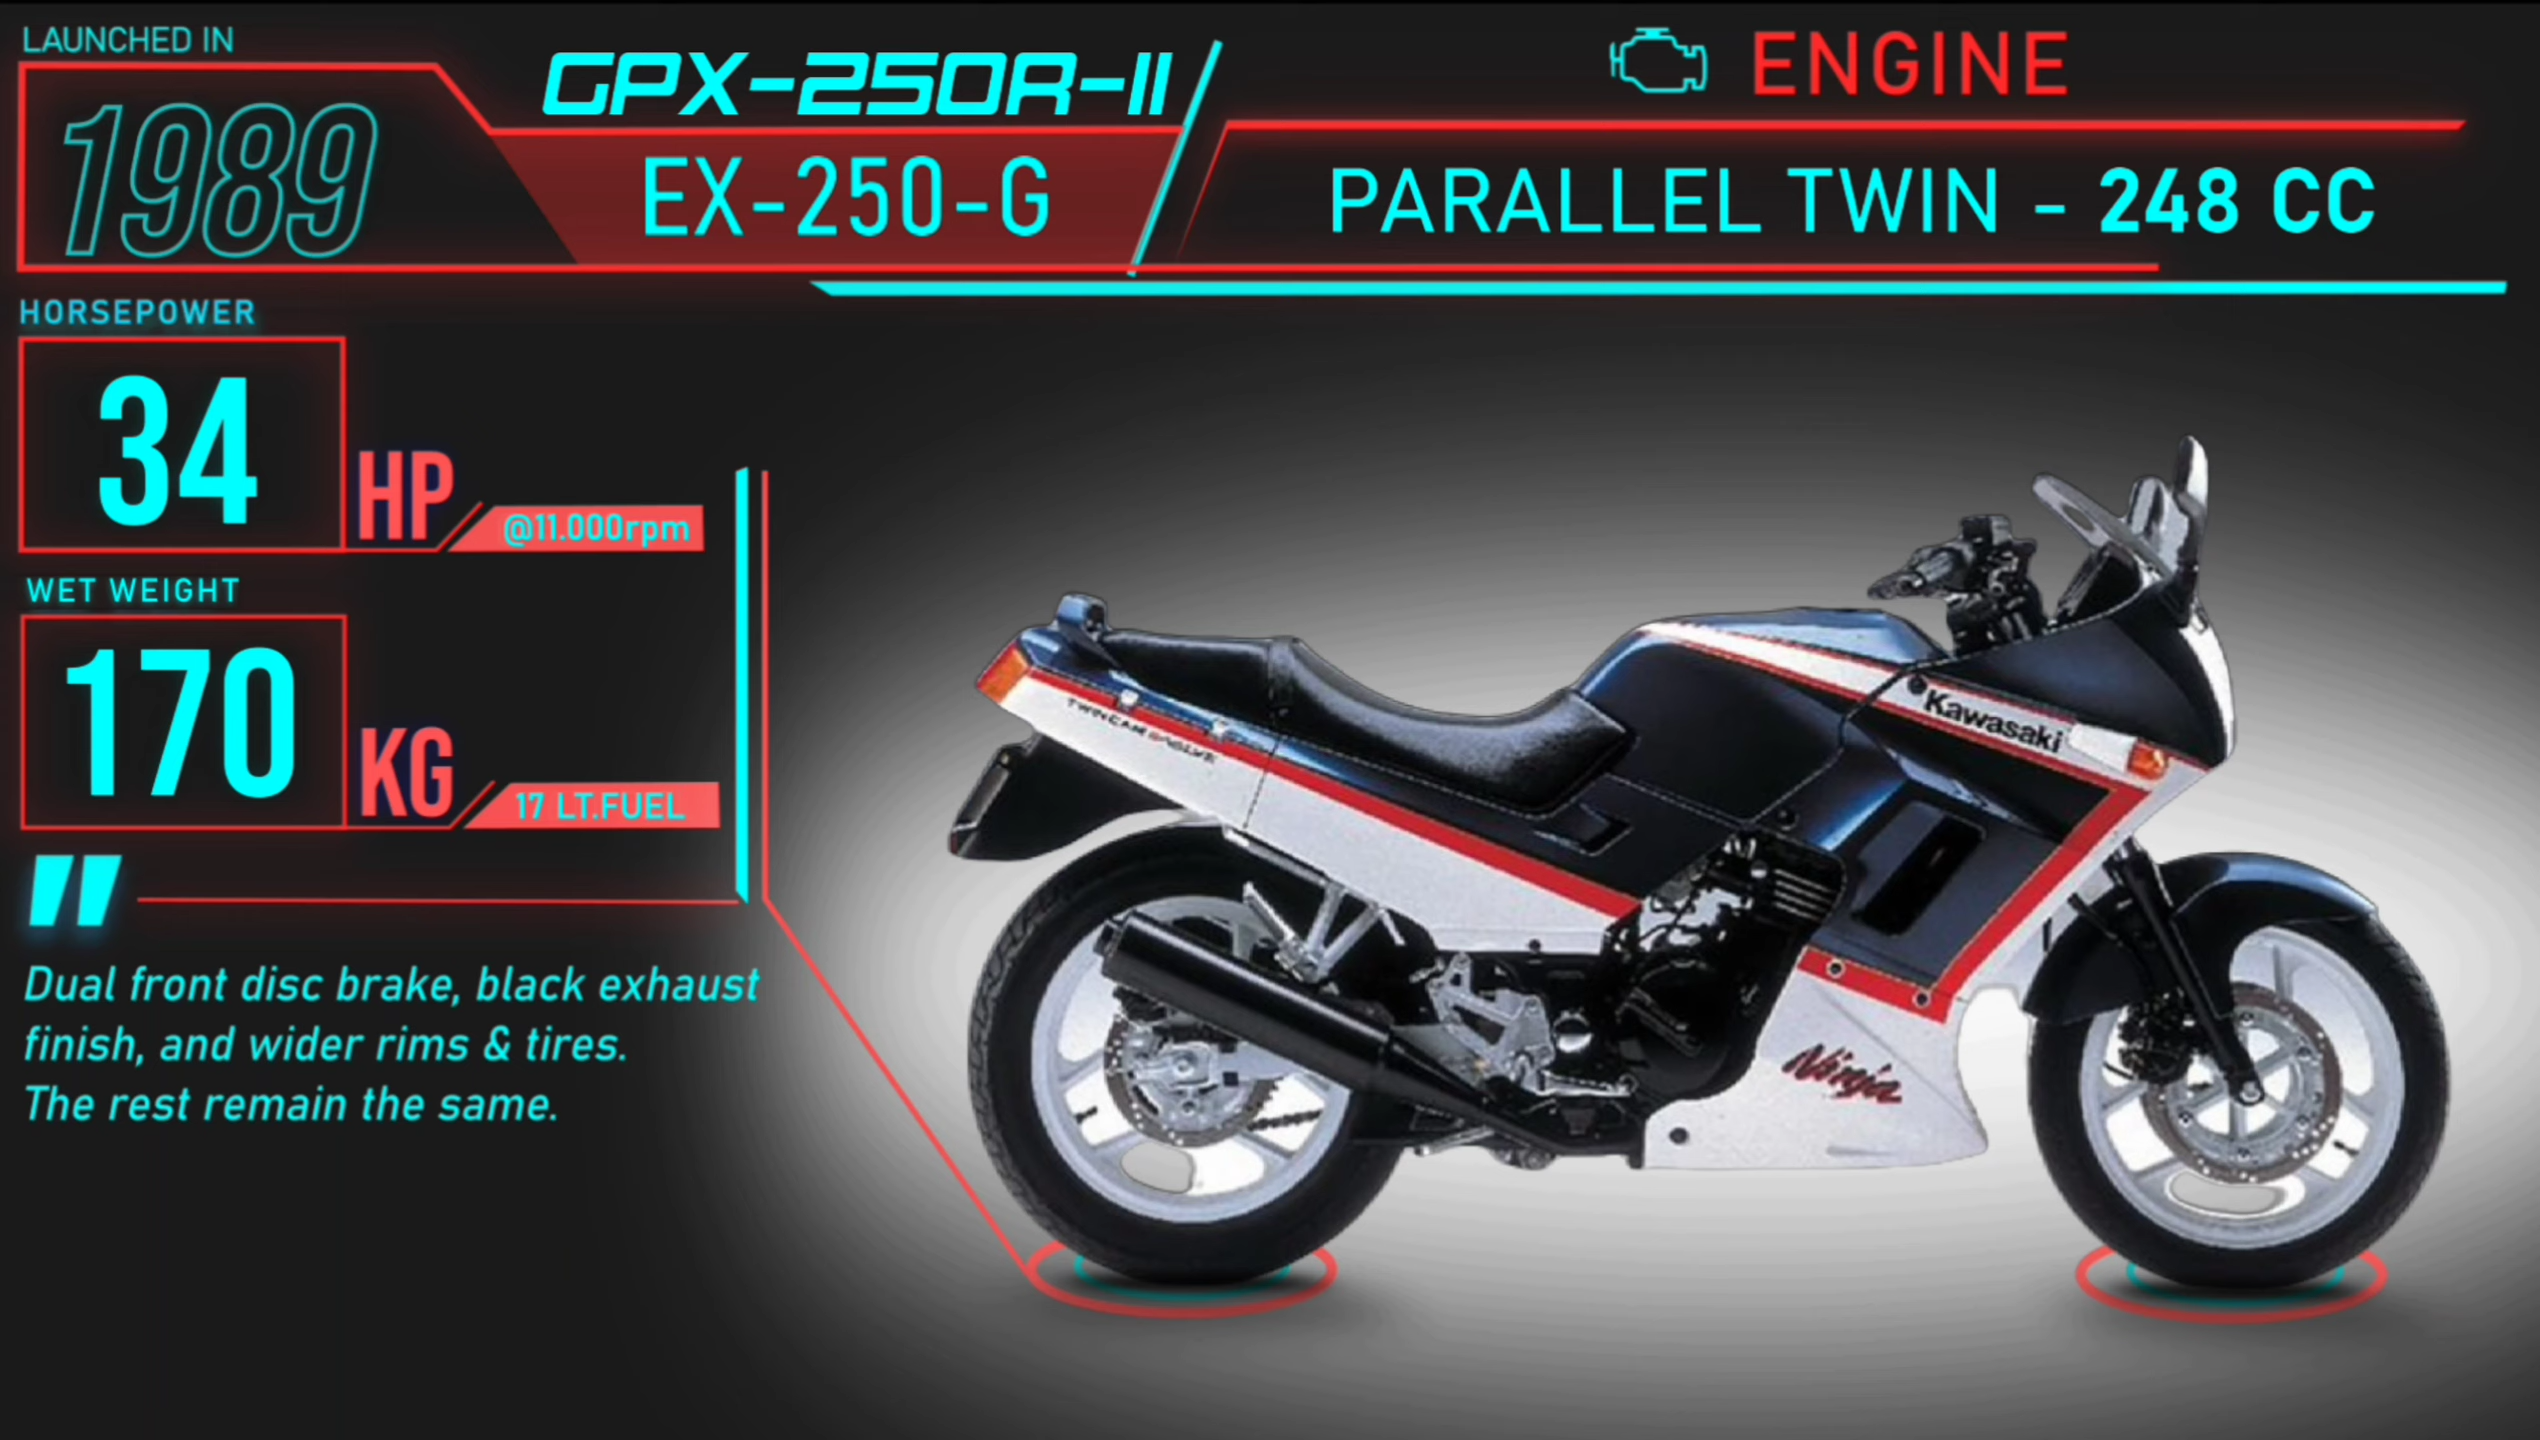 LAUNCHED IN
1989
GPX-250R-II
EX-250-G
ENGINE
PARALLEL TWIN - 248 CC
HORSEPOWER
34
HP
@11.000rpm
WET WEIGHT
170
KG
17 LT.FUEL
"
Dual front disc brake, black exhaust
finish, and wider rims & tires.
The rest remain the same.
Kawasaki
TWIN CAM
Ninja